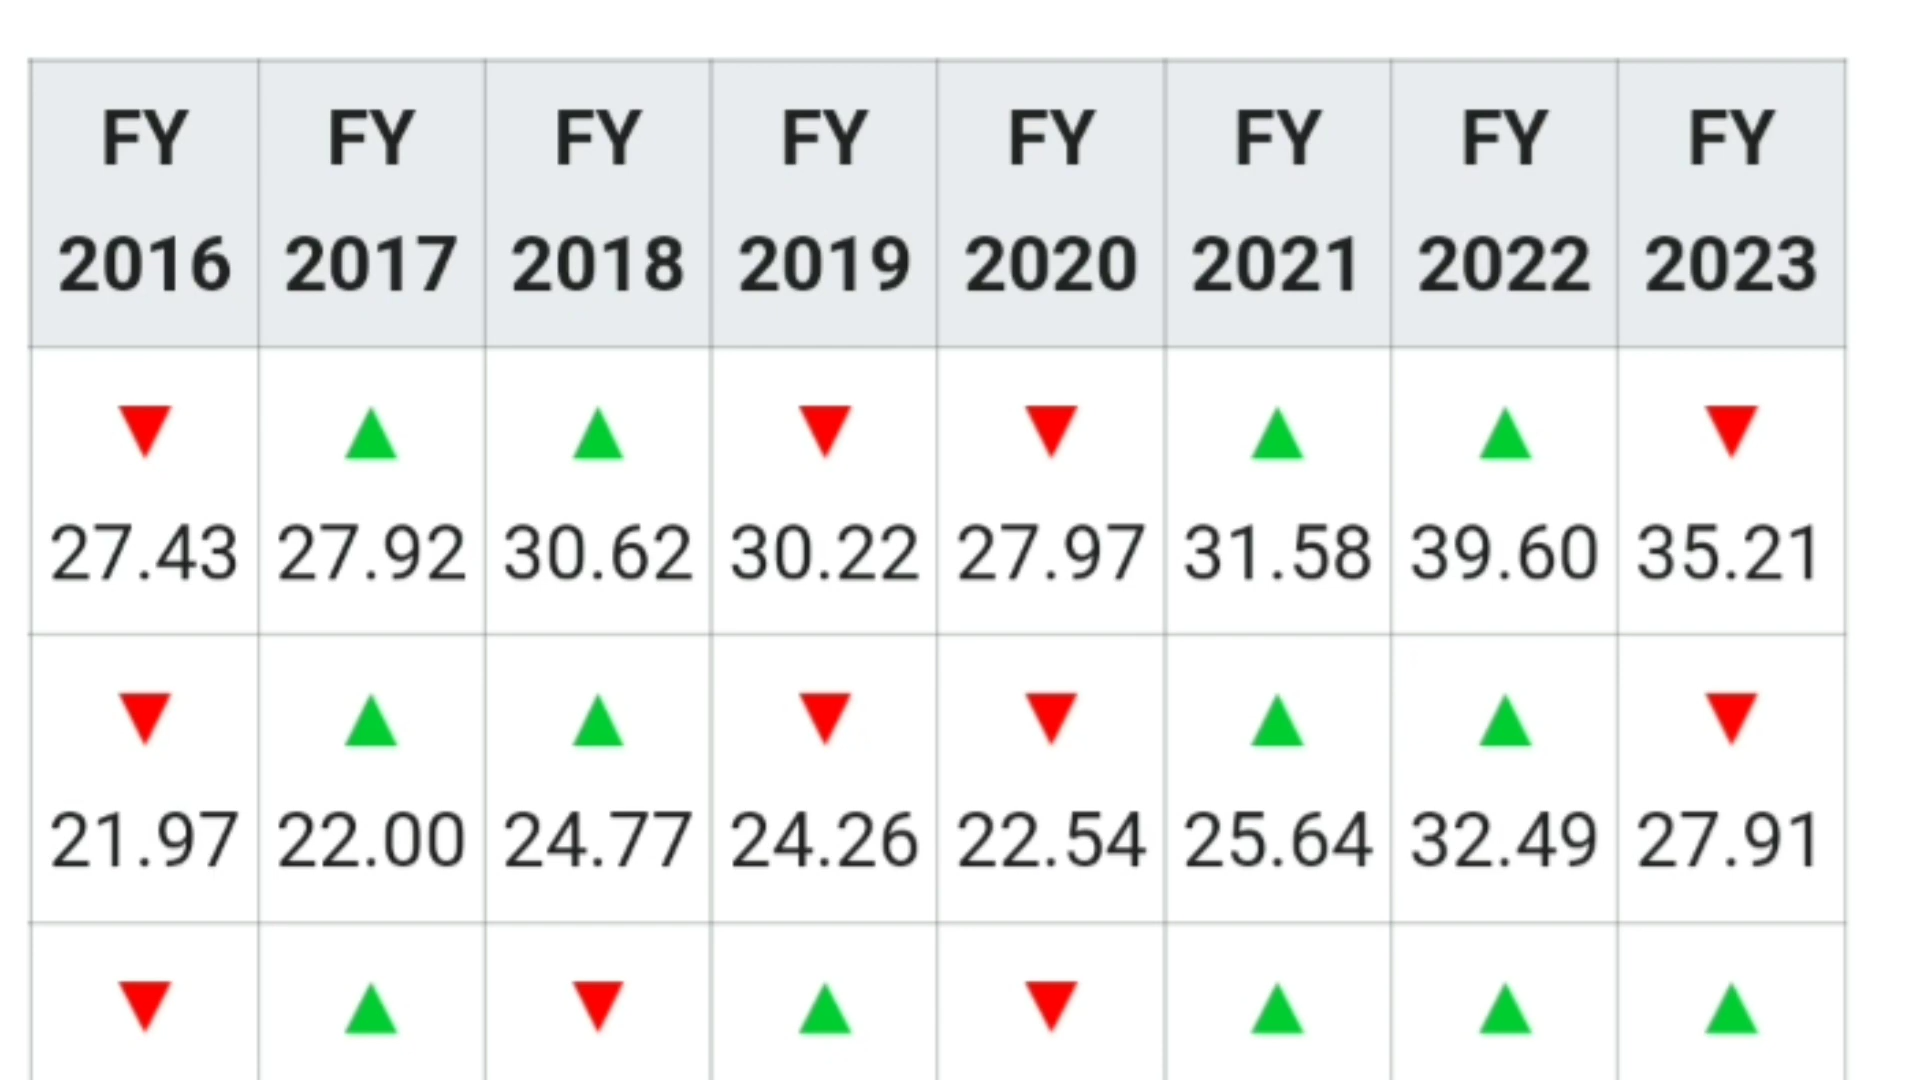 FY FY FY FY FY FY FY FY
2016 2017 2018 2019 2020 2021 2022 2023
27.43 27.92 30.62 30.22 27.97 31.58 39.60 35.21
21.97 22.00 24.77 24.26 22.54 25.64 32.49 27.91